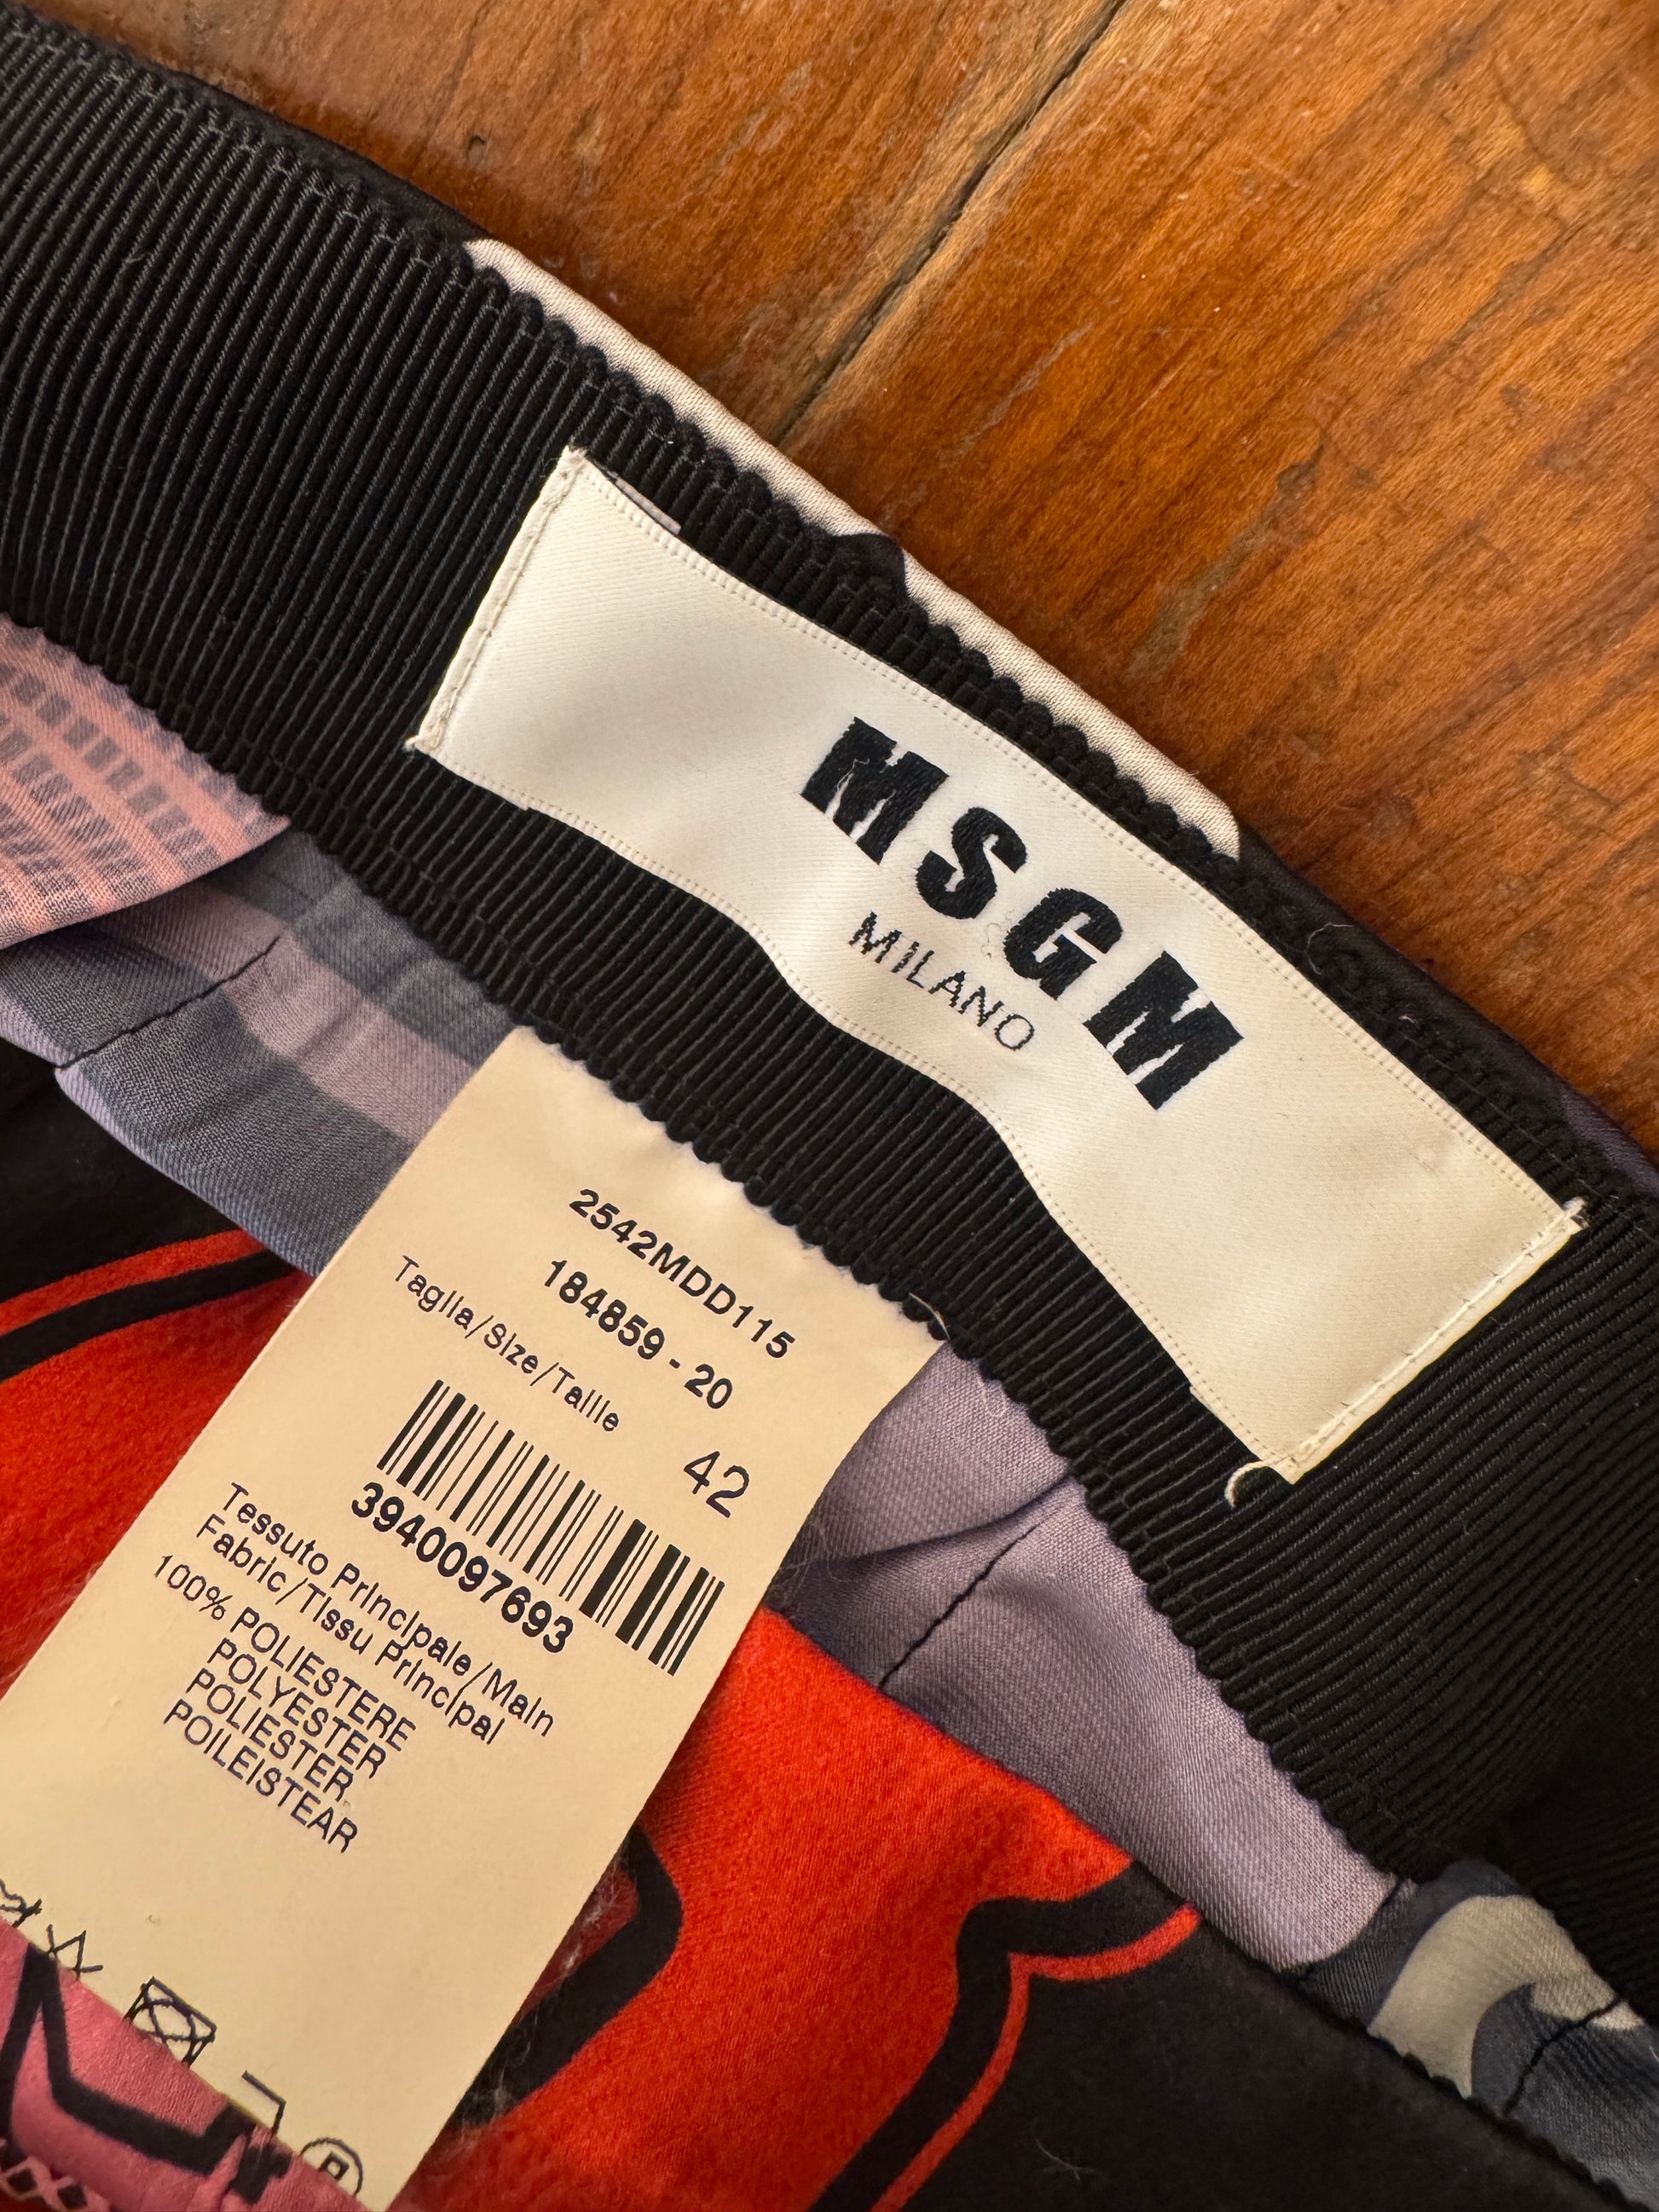 MSGM
MILANO
2542MDD115
184859 - 20
Taglia/Size/Taille
42
3940097693
Tessuto Principale/Main
Fabric/Tissu Principal
100% POLIESTERE
POLYESTER
POLIESTER
POILEISTEAR
P